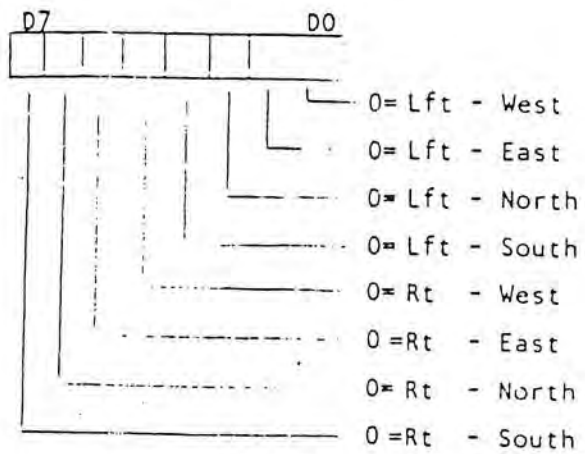 D7 D0
0= Lft - West
0= Lft - East
0= Lft - North
0= Lft - South
0= Rt - West
0 =Rt - East
0= Rt - North
0 =Rt - South